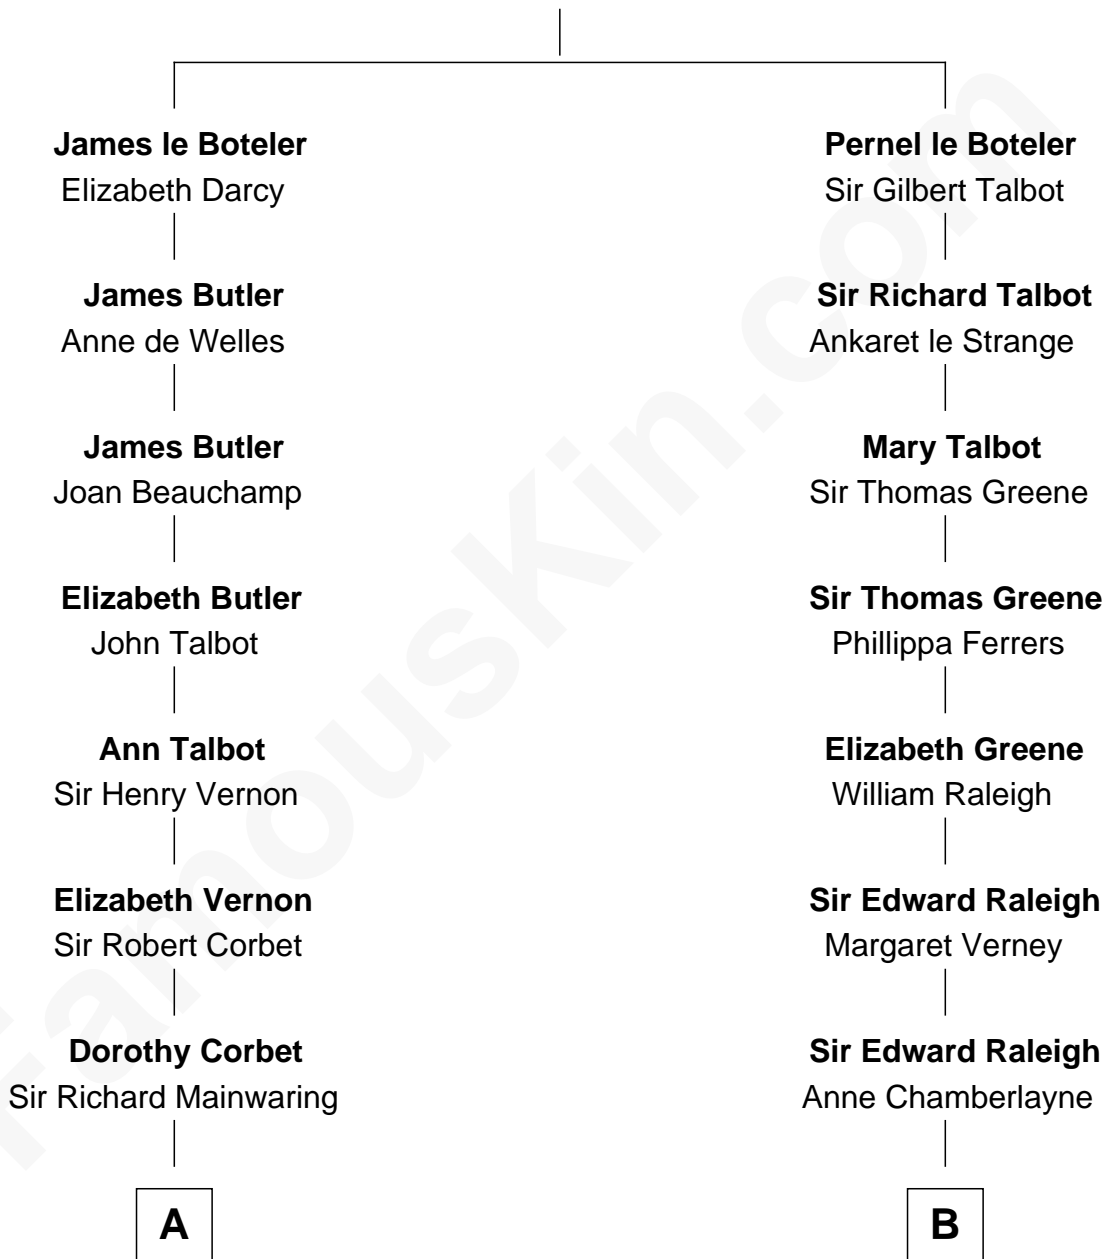 James le Boteler
Elizabeth Darcy
James Butler
Anne de Welles
James Butler
Joan Beauchamp
Elizabeth Butler
John Talbot
Ann Talbot
Sir Henry Vernon
Elizabeth Vernon
Sir Robert Corbet
Dorothy Corbet
Sir Richard Mainwaring
A
Pernel le Boteler
Sir Gilbert Talbot
Sir Richard Talbot
Ankaret le Strange
Mary Talbot
Sir Thomas Greene
Sir Thomas Greene
Phillippa Ferrers
Elizabeth Greene
William Raleigh
Sir Edward Raleigh
Margaret Verney
Sir Edward Raleigh
Anne Chamberlayne
B
FamousKin.com